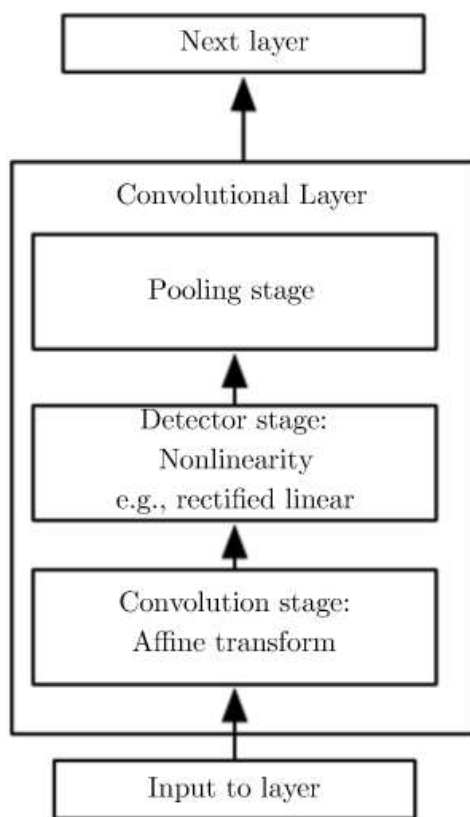 Next layer
Convolutional Layer
Pooling stage
Detector stage:
Nonlinearity
e.g., rectified linear
Convolution stage:
Affine transform
Input to layer